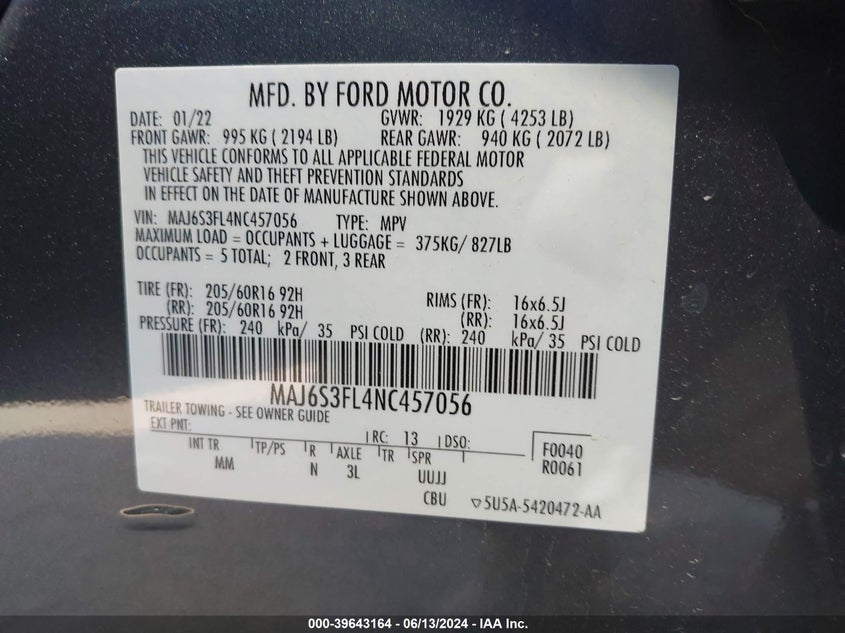 MFD. BY FORD MOTOR CO.
DATE: 01/22 GVWR: 1929 KG ( 4253 LB)
FRONT GAWR: 995 KG ( 2194 LB) REAR GAWR: 940 KG ( 2072 LB)
THIS VEHICLE CONFORMS TO ALL APPLICABLE FEDERAL MOTOR
VEHICLE SAFETY AND THEFT PREVENTION STANDARDS
IN EFFECT ON THE DATE OF MANUFACTURE SHOWN ABOVE.
VIN: MAJ6S3FL4NC457056 TYPE: MPV
MAXIMUM LOAD = OCCUPANTS + LUGGAGE = 375KG/ 827LB
OCCUPANTS = 5 TOTAL; 2 FRONT, 3 REAR
TIRE (FR): 205/60R16 92H RIMS (FR): 16x6.5J
(RR): 205/60R16 92H (RR): 16x6.5J
PRESSURE (FR): 240 kPa/ 35 PSI COLD (RR): 240 kPa/ 35 PSI COLD
MAJ6S3FL4NC457056
TRAILER TOWING - SEE OWNER GUIDE
EXT PNT: RC: 13 DSO: F0040
INT TR TP/PS R AXLE TR SPR R0061
MM N 3L UUJJ
CBU ▽5U5A-5420472-AA
000-39643164 - 06/13/2024 - IAA Inc.